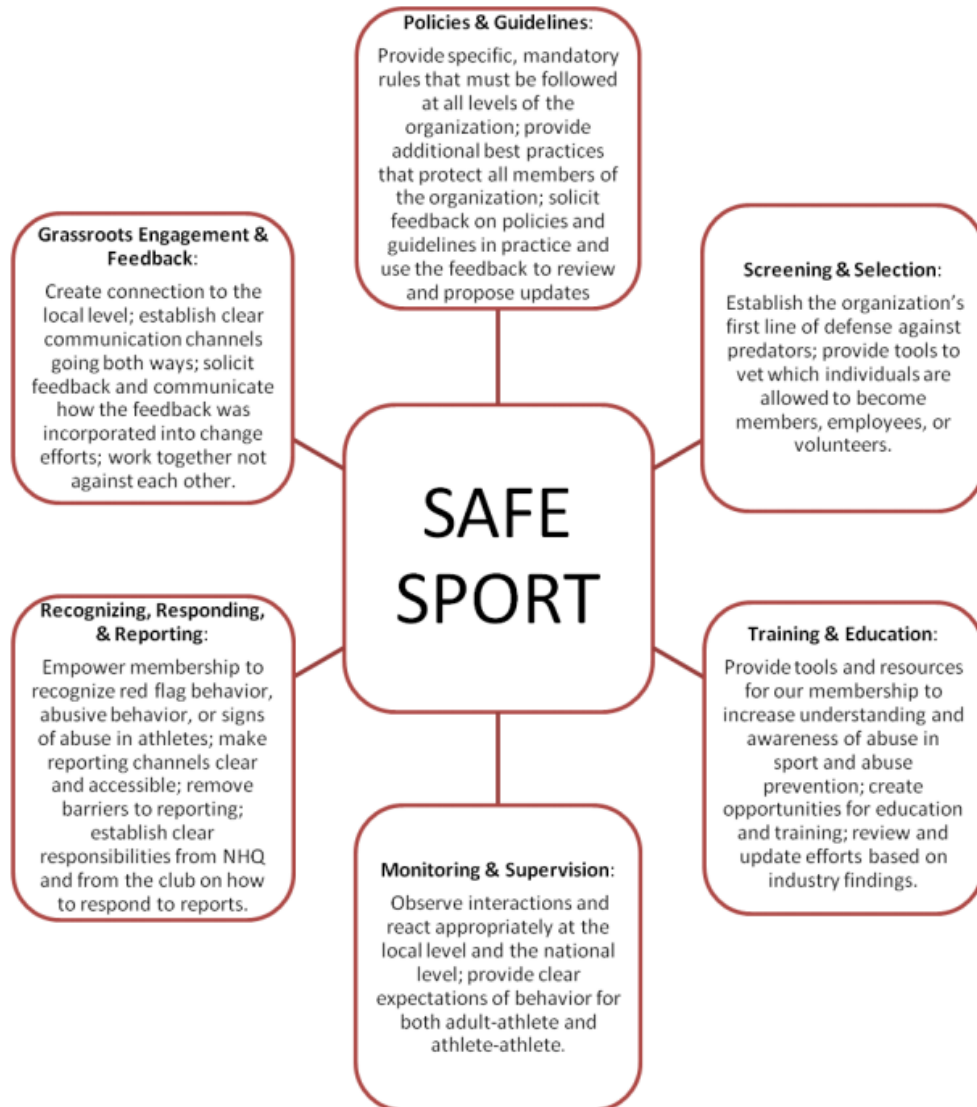 Policies & Guidelines:
Provide specific, mandatory
rules that must be followed
at all levels of the
organization; provide
additional best practices
that protect all members of
the organization; solicit
feedback on policies and
guidelines in practice and
use the feedback to review
and propose updates
Grassroots Engagement &
Feedback:
Create connection to the
local level; establish clear
communication channels
going both ways; solicit
feedback and communicate
how the feedback was
incorporated into change
efforts; work together not
against each other.
Screening & Selection:
Establish the organization's
first line of defense against
predators; provide tools to
vet which individuals are
allowed to become
members, employees, or
volunteers.
SAFE
SPORT
Recognizing, Responding,
& Reporting:
Empower membership to
recognize red flag behavior,
abusive behavior, or signs
of abuse in athletes; make
reporting channels clear
and accessible; remove
barriers to reporting;
establish clear
responsibilities from NHQ
and from the club on how
to respond to reports.
Training & Education:
Provide tools and resources
for our membership to
increase understanding and
awareness of abuse in
sport and abuse
prevention; create
opportunities for education
and training; review and
update efforts based on
industry findings.
Monitoring & Supervision:
Observe interactions and
react appropriately at the
local level and the national
level; provide clear
expectations of behavior for
both adult-athlete and
athlete-athlete.